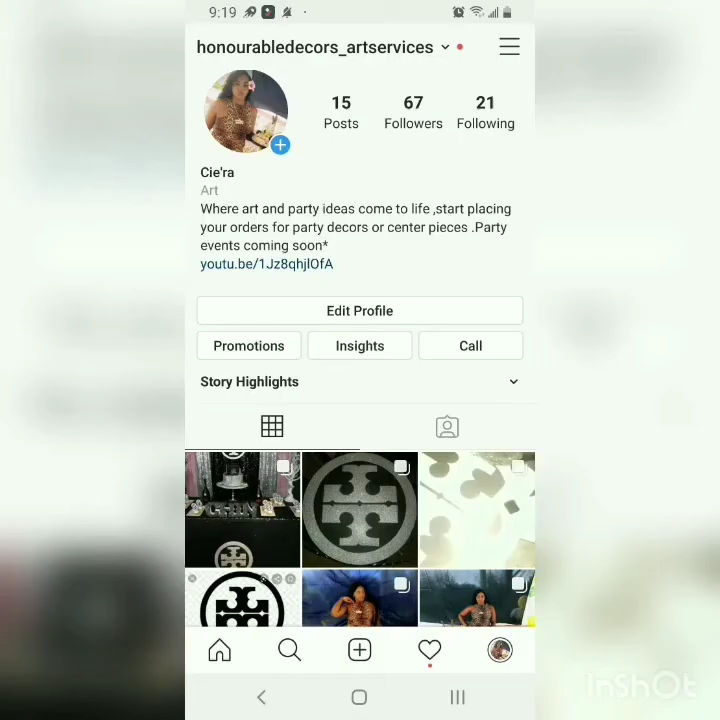 9:19
honourabledecors_artservices
15 67 21
Posts Followers Following
Cie'ra
Art
Where art and party ideas come to life ,start placing
your orders for party decors or center pieces .Party
events coming soon*
youtu.be/1Jz8qhjlOfA
Edit Profile
Promotions Insights Call
Story Highlights
InShOt